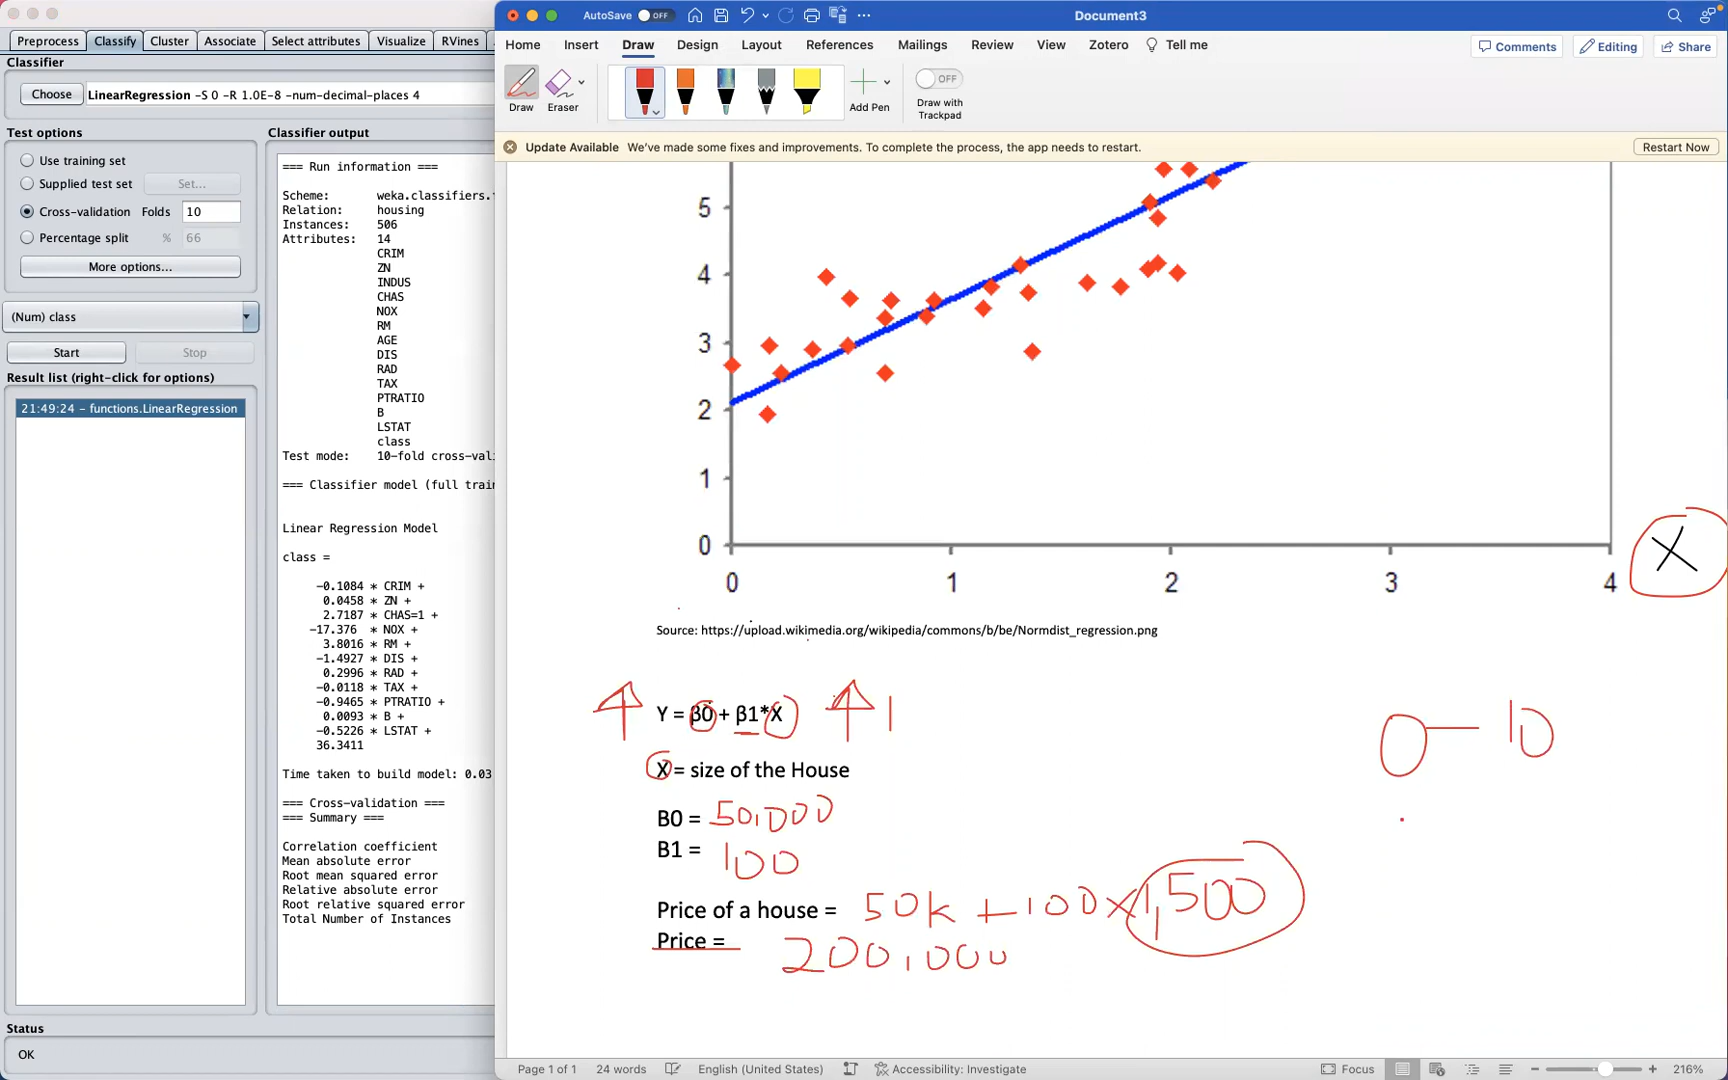 AutoSave OFF
Document3
Preprocess Classify Cluster Associate Select attributes Visualize RVines
Home Insert Draw Design Layout References Mailings Review View Zotero Tell me Comments Editing Share
Classifier
Choose LinearRegression -S 0 -R 1.0E-8 -num-decimal-places 4
Draw Eraser Add Pen OFF Draw with
Trackpad
Update Available We've made some fixes and improvements. To complete the process, the app needs to restart. Restart Now
Test options
Use training set
Supplied test set Set...
Cross-validation Folds 10
Percentage split % 66
More options...
(Num) class
Start Stop
Result list (right-click for options)
21:49:24 - functions.LinearRegression
Status
OK
Classifier output
=== Run information ===
Scheme: weka.classifiers.
Relation: housing
Instances: 506
Attributes: 14
CRIM
ZN
INDUS
CHAS
NOX
RM
AGE
DIS
RAD
TAX
PTRATIO
B
LSTAT
class
Test mode: 10-fold cross-vali
=== Classifier model (full train
Linear Regression Model
class =
-0.1084 * CRIM +
0.0458 * ZN +
2.7187 * CHAS=1 +
-17.376 * NOX +
3.8016 * RM +
-1.4927 * DIS +
0.2996 * RAD +
-0.0118 * TAX +
-0.9465 * PTRATIO +
0.0093 * B +
-0.5226 * LSTAT +
36.3411
Time taken to build model: 0.03
=== Cross-validation ===
=== Summary ===
Correlation coefficient
Mean absolute error
Root mean squared error
Relative absolute error
Root relative squared error
Total Number of Instances
5
4
3
2
1
0
0 1 2 3 4
X
Source: https://upload.wikimedia.org/wikipedia/commons/b/be/Normdist_regression.png
Y = β0 + β1*X 1
0 — 10
X = size of the House
B0 = 50,000
B1 = 100
Price of a house = 50k + 100 x 1,500
Price = 200,000
Page 1 of 1 24 words English (United States) Accessibility: Investigate Focus 216%